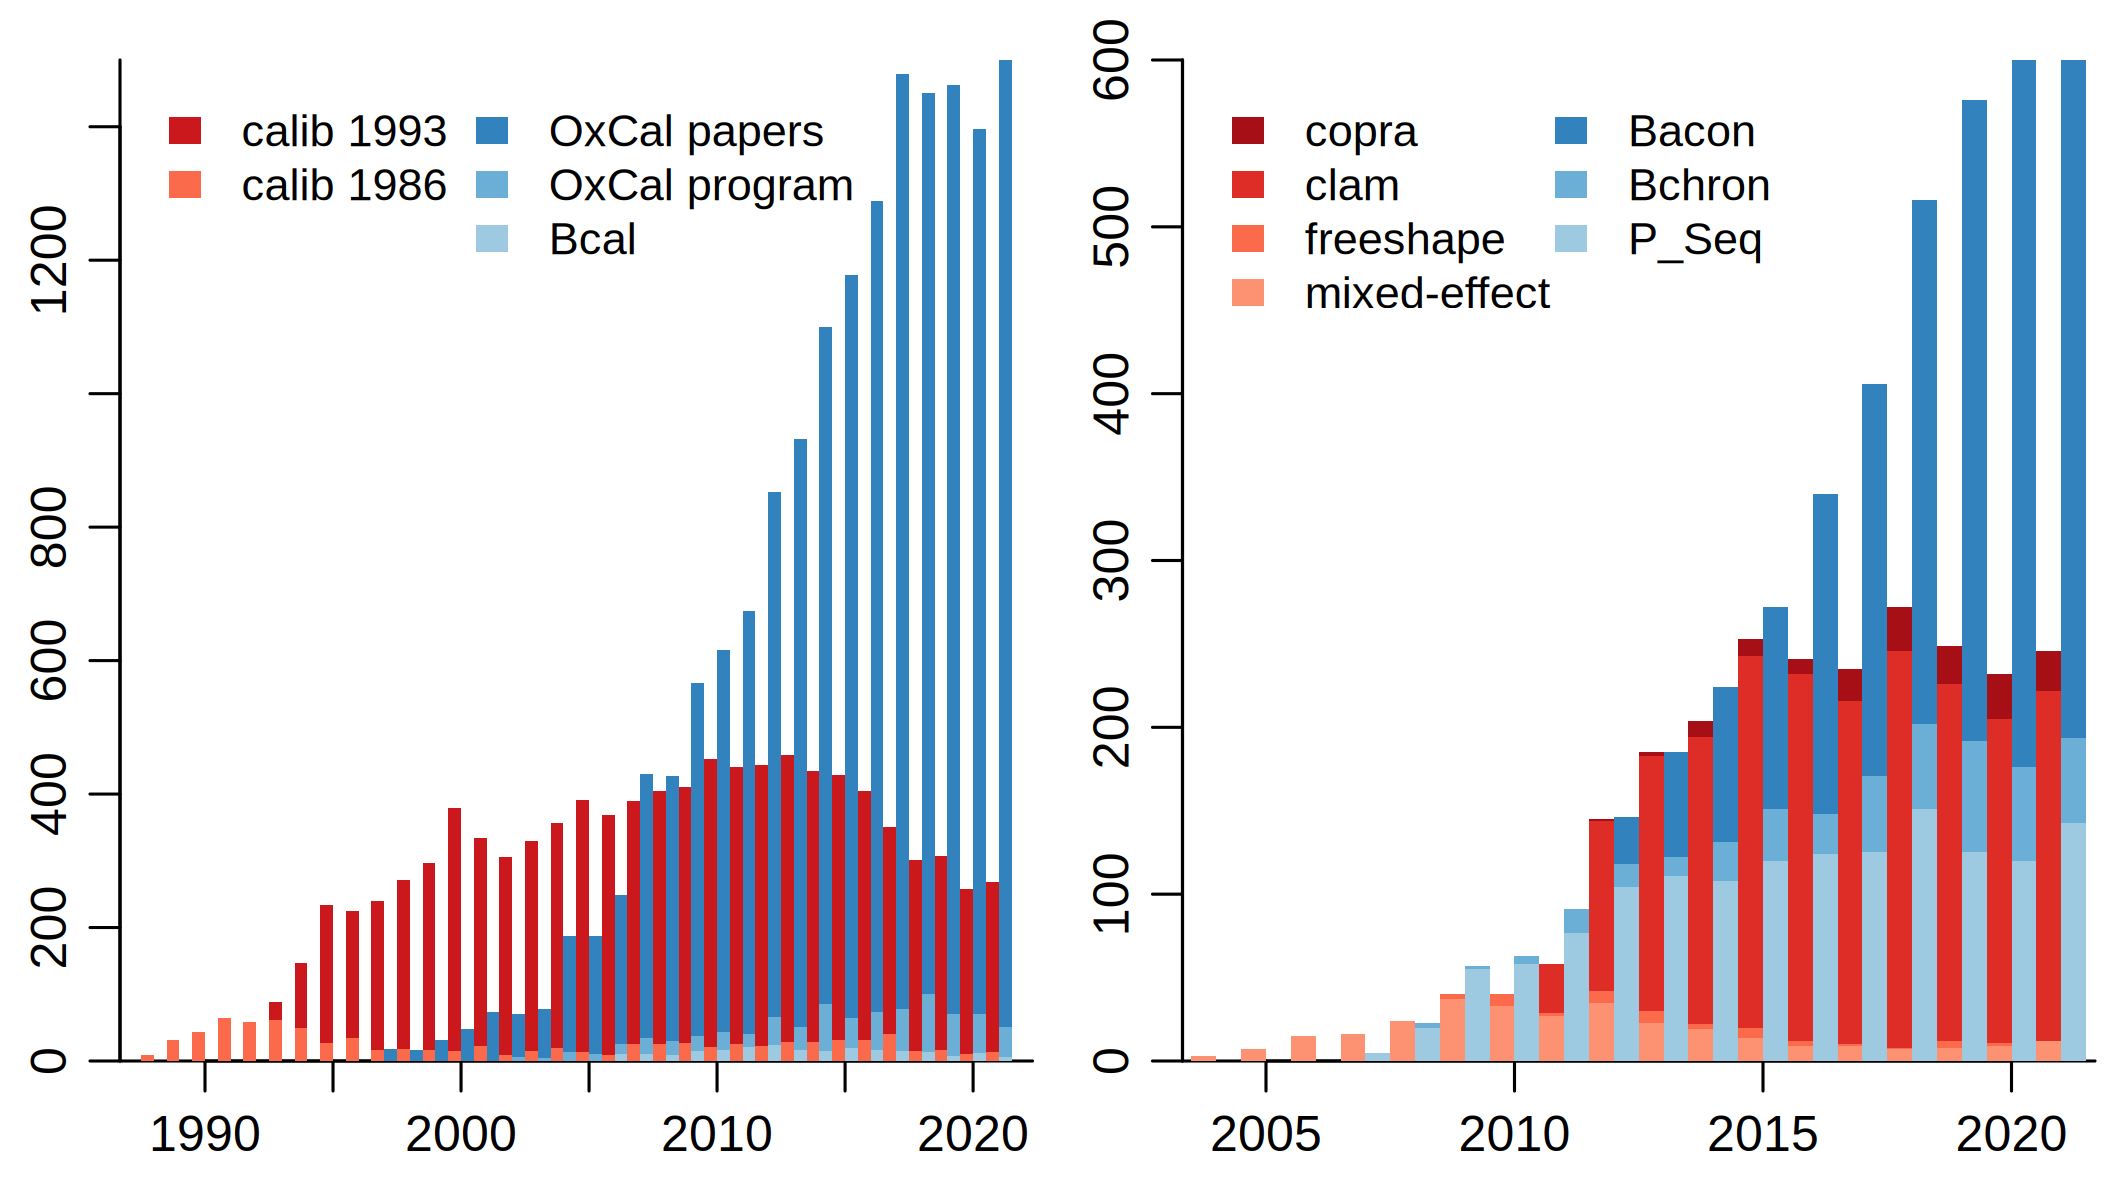 calib 1993
calib 1986
OxCal papers
OxCal program
Bcal
0
200
400
600
800
1200
1990
2000
2010
2020
copra
clam
freeshape
mixed-effect
Bacon
Bchron
P_Seq
0
100
200
300
400
500
600
2005
2010
2015
2020